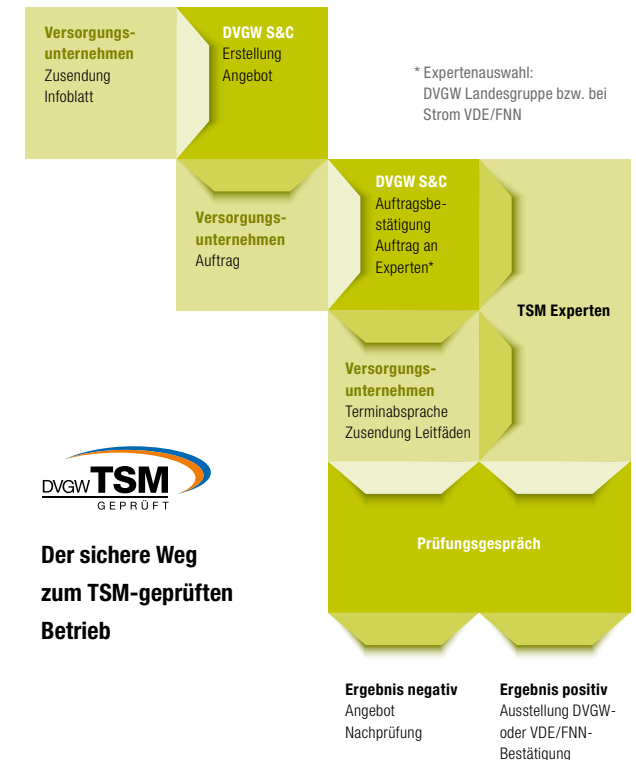 Versorgungs-
unternehmen
Zusendung
Infoblatt
DVGW S&C
Erstellung
Angebot
* Expertenauswahl:
DVGW Landesgruppe bzw. bei
Strom VDE/FNN
Versorgungs-
unternehmen
Auftrag
DVGW S&C
Auftragsbe-
stätigung
Auftrag an
Experten*
TSM Experten
Versorgungs-
unternehmen
Terminabsprache
Zusendung Leitfäden
DVGW TSM
GEPRÜFT
Prüfungsgespräch
Der sichere Weg
zum TSM-geprüften
Betrieb
Ergebnis negativ
Angebot
Nachprüfung
Ergebnis positiv
Ausstellung DVGW-
oder VDE/FNN-
Bestätigung